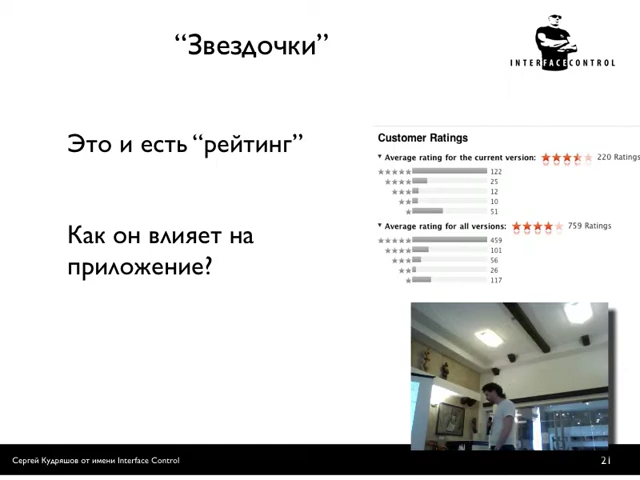 “Звездочки”
INTERFACECONTROL
Это и есть “рейтинг”
Как он влияет на
приложение?
Customer Ratings
Average rating for the current version: 220 Ratings
122
25
12
10
51
Average rating for all versions: 759 Ratings
459
101
56
26
117
Сергей Кудряшов от имени Interface Control
21